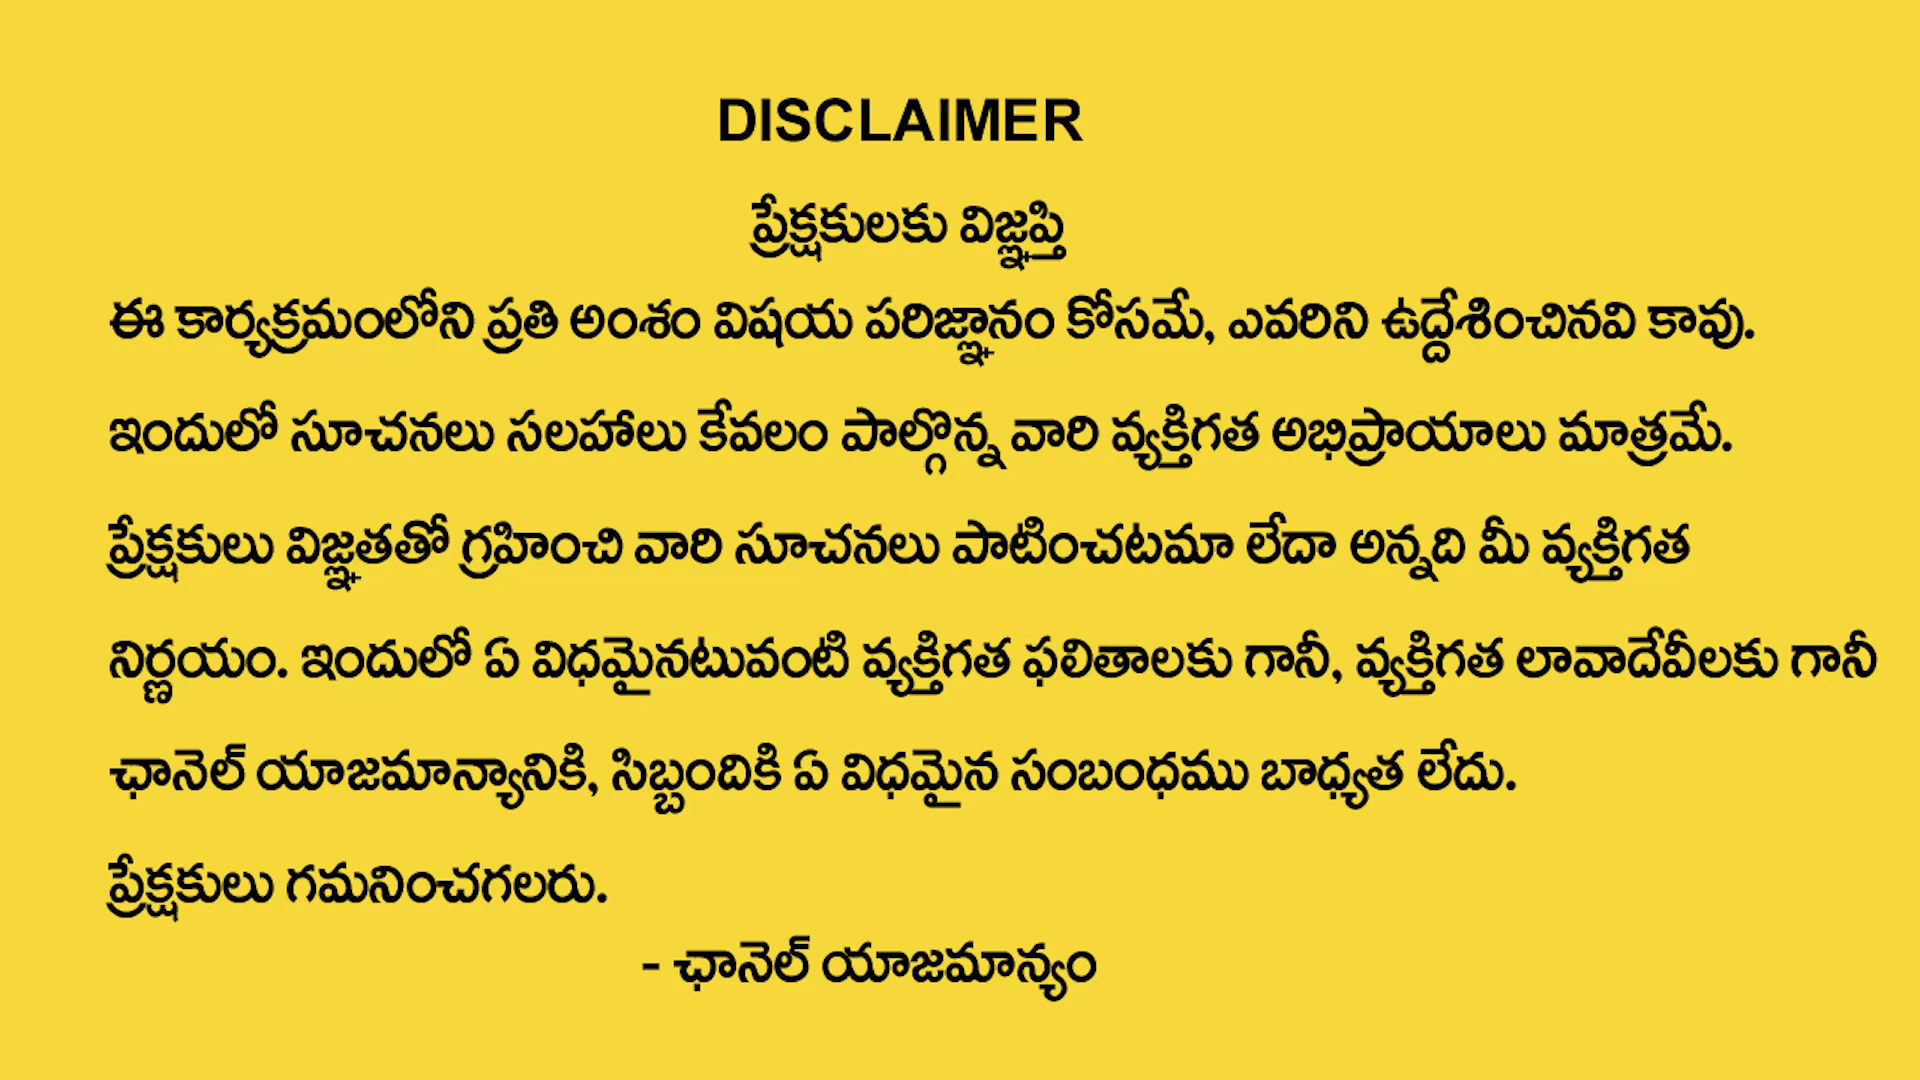 DISCLAIMER
ప్రేక్షకులకు విజ్ఞప్తి
ఈ కార్యక్రమంలోని ప్రతి అంశం విషయ పరిజ్ఞానం కోసమే, ఎవరిని ఉద్దేశించినవి కావు.
ఇందులో సూచనలు సలహాలు కేవలం పాల్గొన్న వారి వ్యక్తిగత అభిప్రాయాలు మాత్రమే.
ప్రేక్షకులు విజ్ఞతతో గ్రహించి వారి సూచనలు పాటించటమా లేదా అన్నది మీ వ్యక్తిగత
నిర్ణయం. ఇందులో ఏ విధమైనటువంటి వ్యక్తిగత ఫలితాలకు గానీ, వ్యక్తిగత లావాదేవీలకు గానీ
ఛానెల్ యాజమాన్యానికి, సిబ్బందికి ఏ విధమైన సంబంధము బాధ్యత లేదు.
ప్రేక్షకులు గమనించగలరు.
- ఛానెల్ యాజమాన్యం